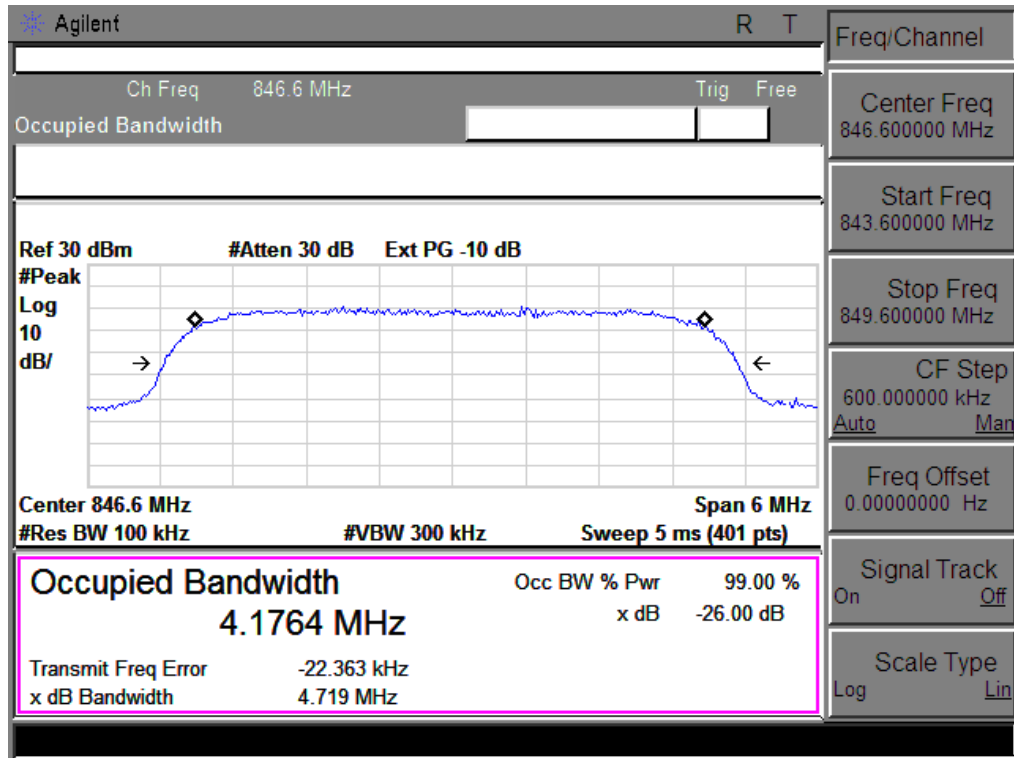 Agilent R T
Ch Freq 846.6 MHz Trig Free
Occupied Bandwidth
Ref 30 dBm #Atten 30 dB Ext PG -10 dB
#Peak
Log
10
dB/
Center 846.6 MHz Span 6 MHz
#Res BW 100 kHz #VBW 300 kHz Sweep 5 ms (401 pts)
Occupied Bandwidth
4.1764 MHz
Occ BW % Pwr 99.00 %
x dB -26.00 dB
Transmit Freq Error -22.363 kHz
x dB Bandwidth 4.719 MHz
Freq/Channel
Center Freq
846.600000 MHz
Start Freq
843.600000 MHz
Stop Freq
849.600000 MHz
CF Step
600.000000 kHz
Auto Man
Freq Offset
0.00000000 Hz
Signal Track
On Off
Scale Type
Log Lin